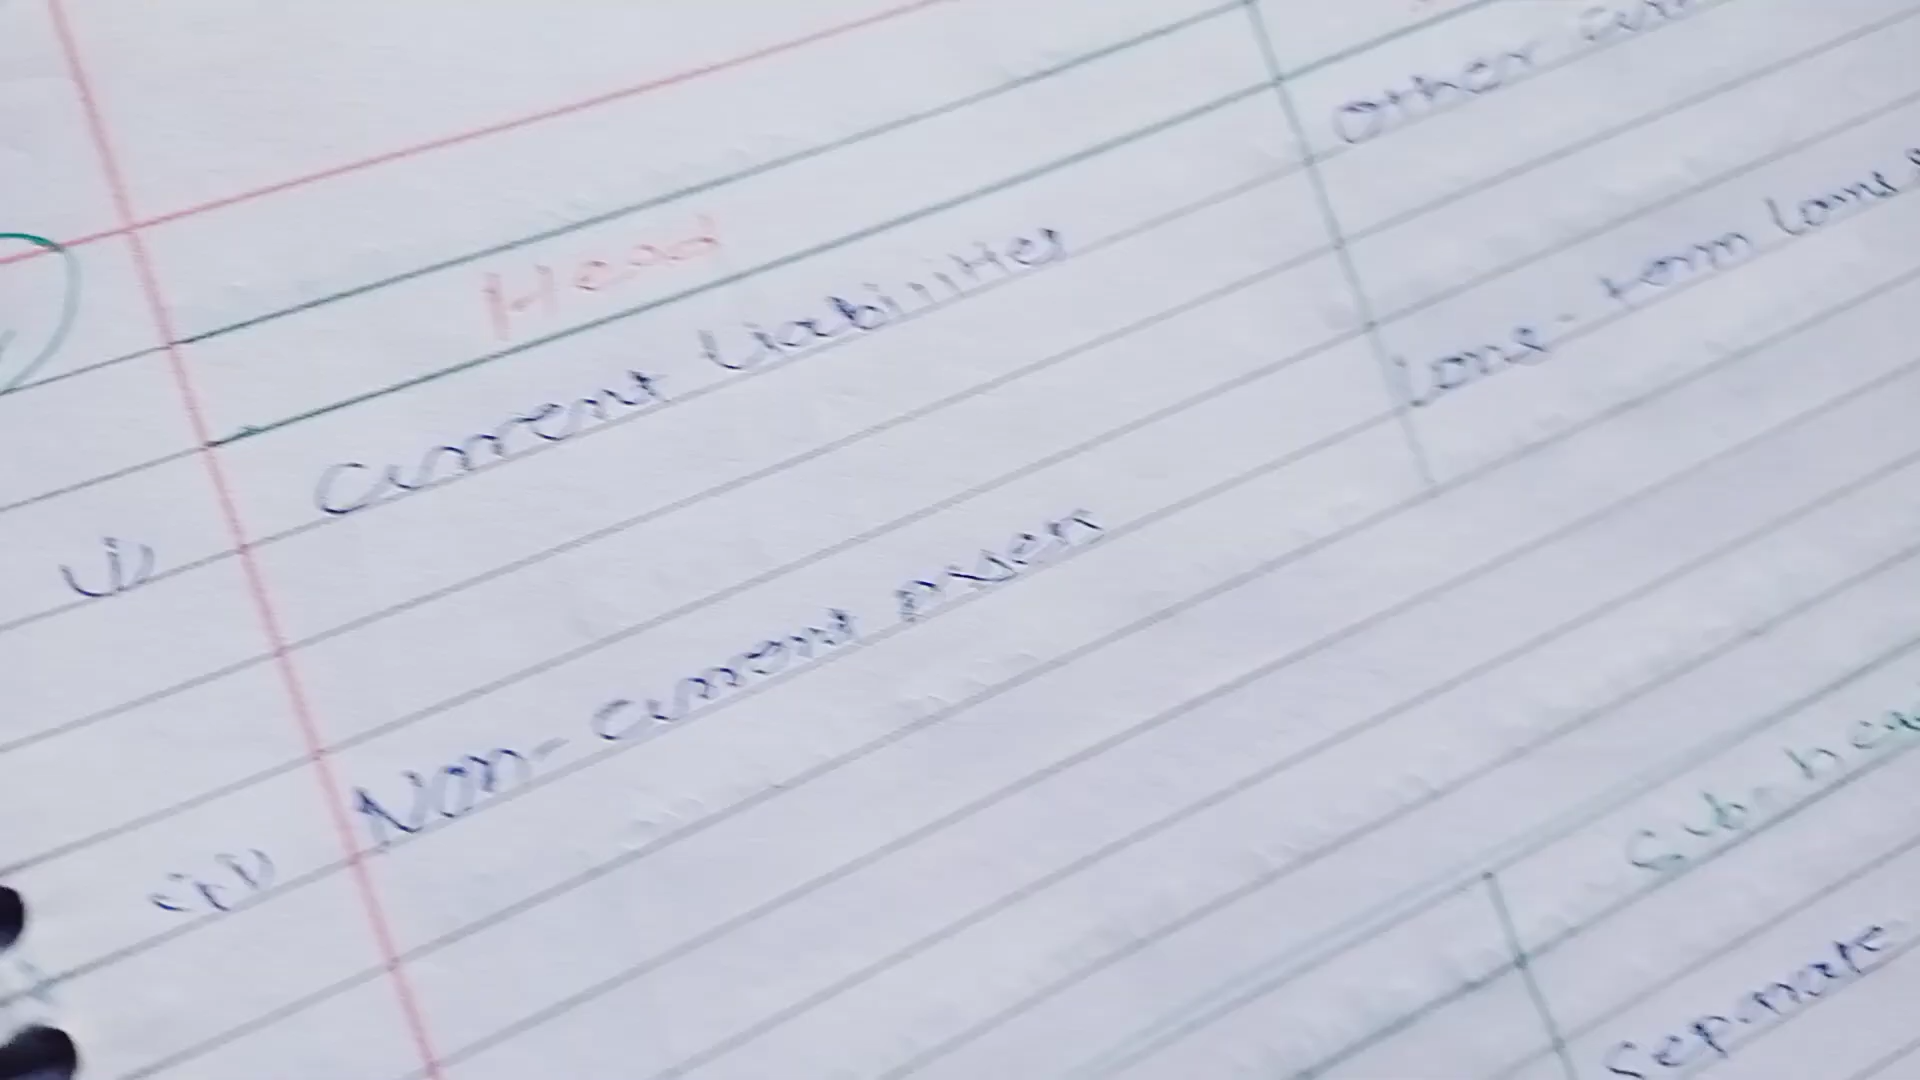 Head
(i) Current Liabilities Other
(ii) Non-Current Assets Long-term Loans
Sub-head
Separate